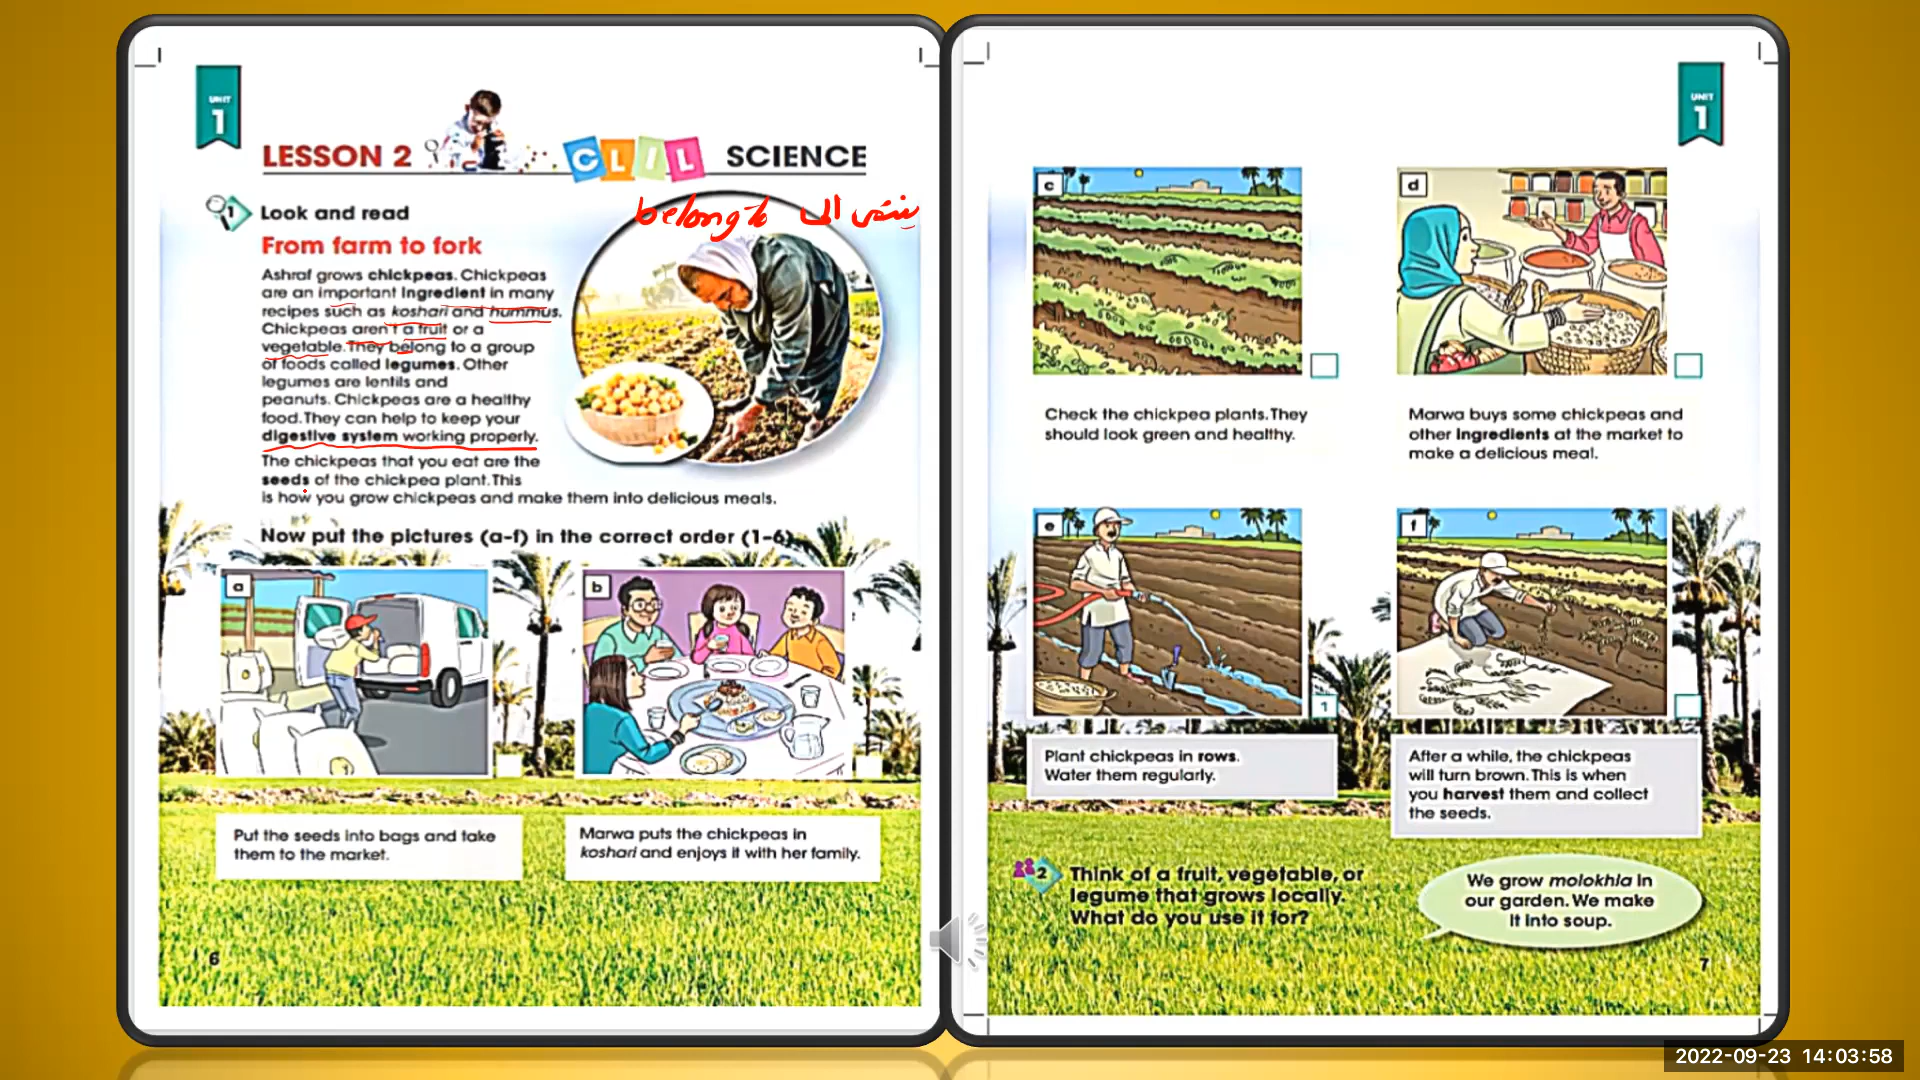 UNIT
1
LESSON 2
CLIL SCIENCE
1 Look and read
belong to ينتمى الى
From farm to fork
Ashraf grows chickpeas. Chickpeas
are an important ingredient in many
recipes such as koshari and hummus.
Chickpeas aren't a fruit or a
vegetable. They belong to a group
of foods called legumes. Other
legumes are lentils and
peanuts. Chickpeas are a healthy
food. They can help to keep your
digestive system working properly.
The chickpeas that you eat are the
seeds of the chickpea plant. This
is how you grow chickpeas and make them into delicious meals.
Now put the pictures (a-f) in the correct order (1-6)
a
b
Put the seeds into bags and take
them to the market.
Marwa puts the chickpeas in
koshari and enjoys it with her family.
6
UNIT
1
c
d
Check the chickpea plants. They
should look green and healthy.
Marwa buys some chickpeas and
other ingredients at the market to
make a delicious meal.
e
f
1
Plant chickpeas in rows.
Water them regularly.
After a while, the chickpeas
will turn brown. This is when
you harvest them and collect
the seeds.
2 Think of a fruit, vegetable, or
legume that grows locally.
What do you use it for?
We grow molokhia in
our garden. We make
it into soup.
7
2022-09-23 14:03:58